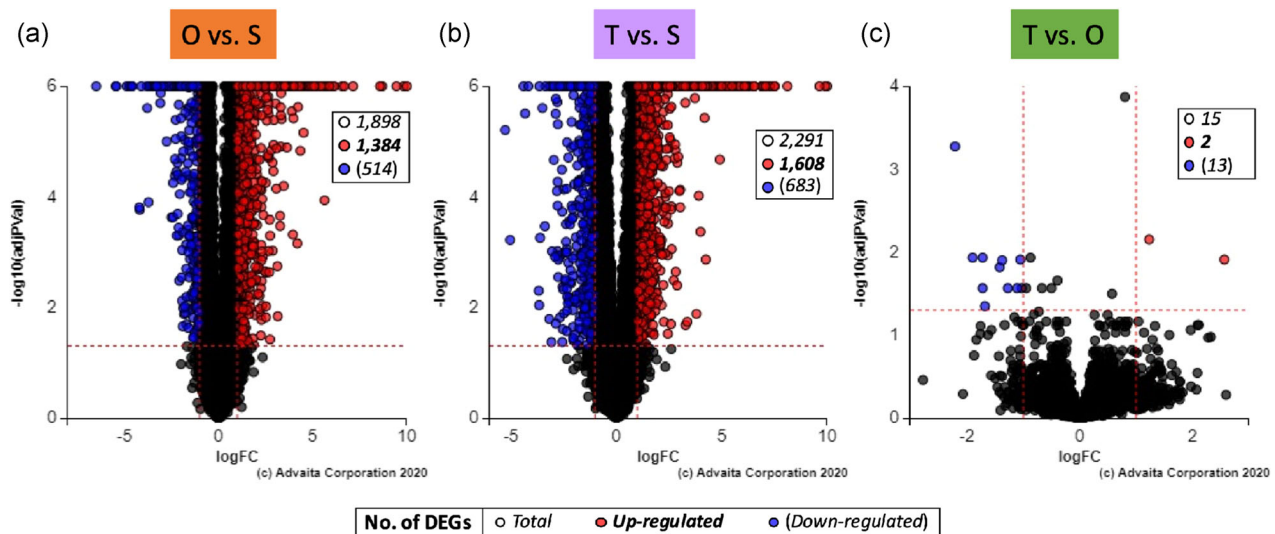 (a) O vs. S
(b) T vs. S
(c) T vs. O
-log10(adjPVal)
6
4
2
0
-5 0 5 10
logFC
(c) Advaita Corporation 2020
1,898
1,384
(514)
-log10(adjPVal)
6
4
2
0
-5 0 5 10
logFC
(c) Advaita Corporation 2020
2,291
1,608
(683)
-log10(adjPVal)
4
3
2
1
0
-2 0 2
logFC
(c) Advaita Corporation 2020
15
2
(13)
No. of DEGs Total Up-regulated (Down-regulated)